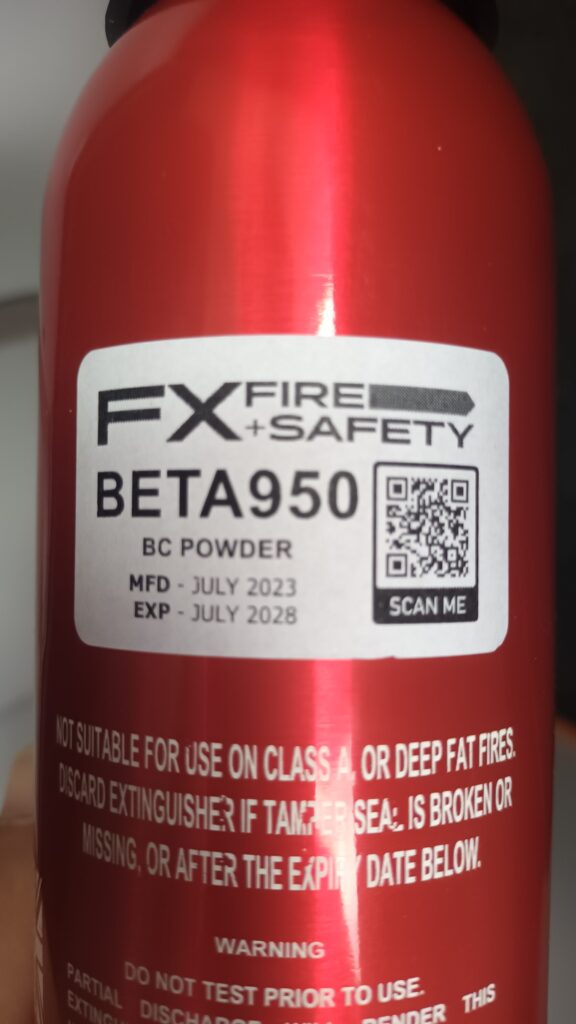 FX FIRE
+SAFETY
BETA950
BC POWDER
MFD - JULY 2023
EXP - JULY 2028
SCAN ME
NOT SUITABLE FOR USE ON CLASS A, OR DEEP FAT FIRES.
DISCARD EXTINGUISHER IF TAMPER SEAL IS BROKEN OR
MISSING, OR AFTER THE EXPIRY DATE BELOW.
WARNING
DO NOT TEST PRIOR TO USE.
PARTIAL DISCHARGE WILL RENDER THIS